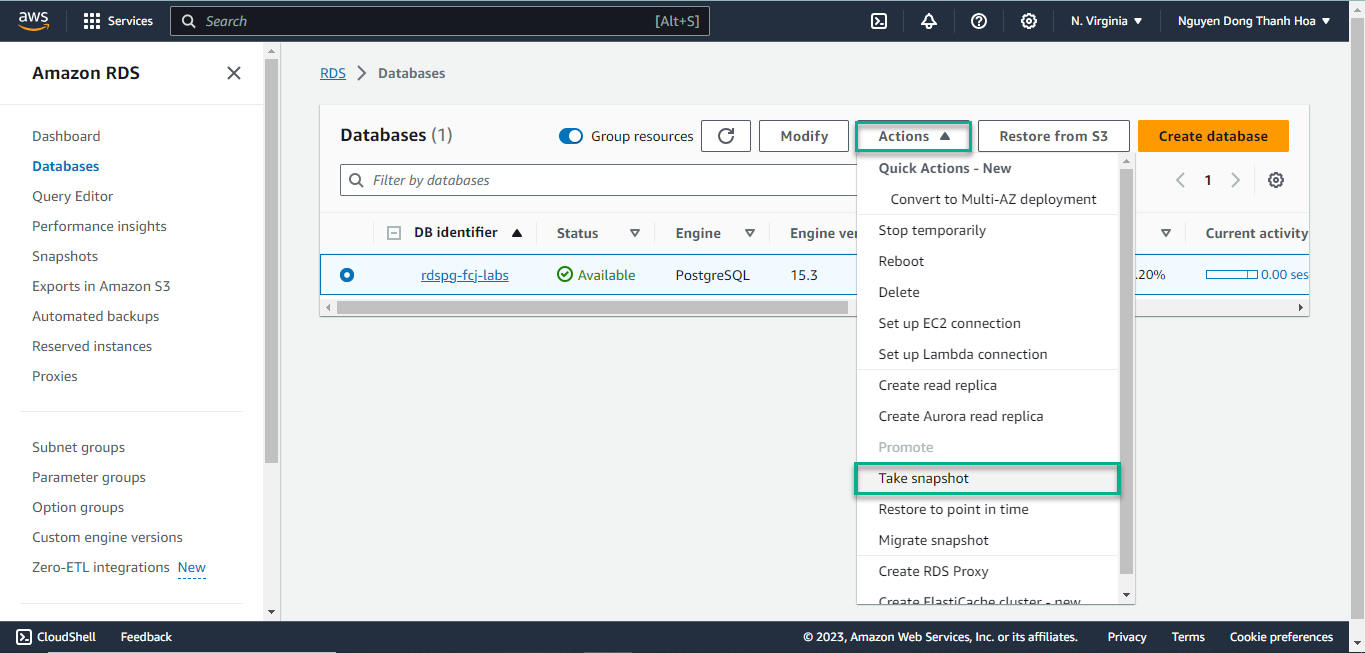 aws Services Search [Alt+S] N. Virginia Nguyen Dong Thanh Hoa
Amazon RDS
Dashboard
Databases
Query Editor
Performance insights
Snapshots
Exports in Amazon S3
Automated backups
Reserved instances
Proxies
Subnet groups
Parameter groups
Option groups
Custom engine versions
Zero-ETL integrations New
RDS Databases
Databases (1) Group resources Modify Actions Restore from S3 Create database
Filter by databases 1
DB identifier Status Engine Engine ver Current activity
rdspg-fcj-labs Available PostgreSQL 15.3 .20% 0.00 ses
Quick Actions - New
Convert to Multi-AZ deployment
Stop temporarily
Reboot
Delete
Set up EC2 connection
Set up Lambda connection
Create read replica
Create Aurora read replica
Promote
Take snapshot
Restore to point in time
Migrate snapshot
Create RDS Proxy
Create ElastiCache cluster - new
CloudShell Feedback © 2023, Amazon Web Services, Inc. or its affiliates. Privacy Terms Cookie preferences